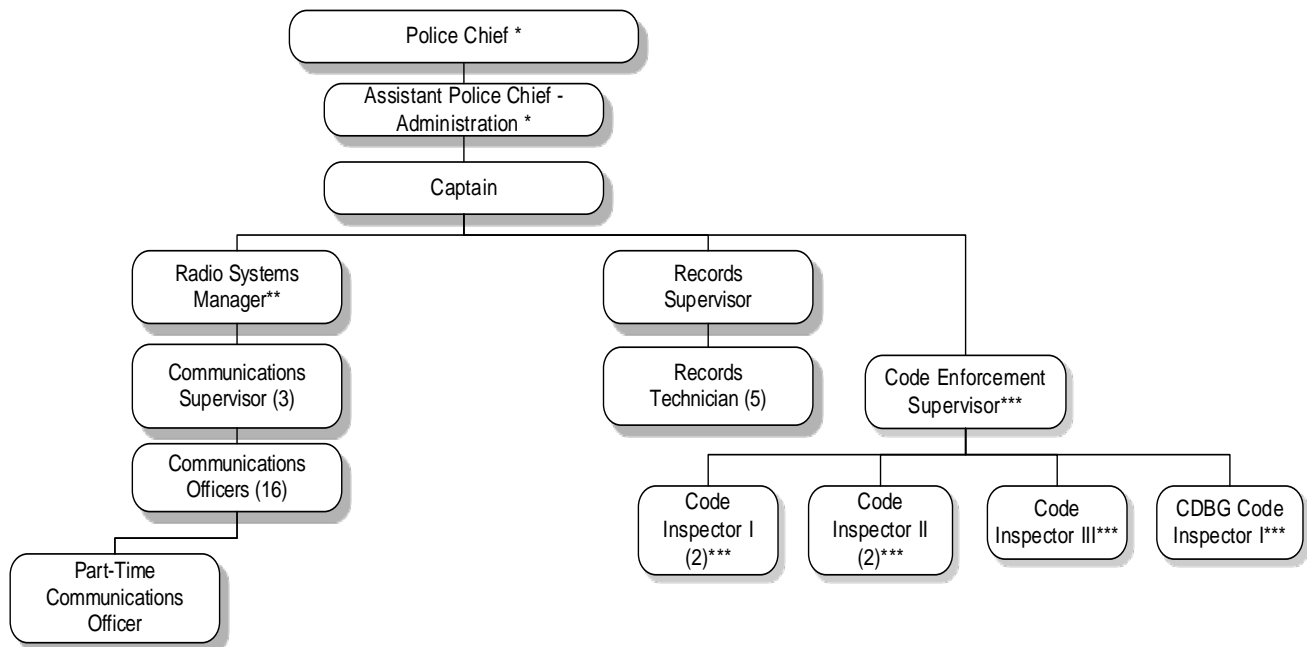 Police Chief *
Assistant Police Chief -
Administration *
Captain
Radio Systems
Manager**
Records
Supervisor
Communications
Supervisor (3)
Records
Technician (5)
Code Enforcement
Supervisor***
Communications
Officers (16)
Code
Inspector I
(2)***
Code
Inspector II
(2)***
Code
Inspector III***
CDBG Code
Inspector I***
Part-Time
Communications
Officer